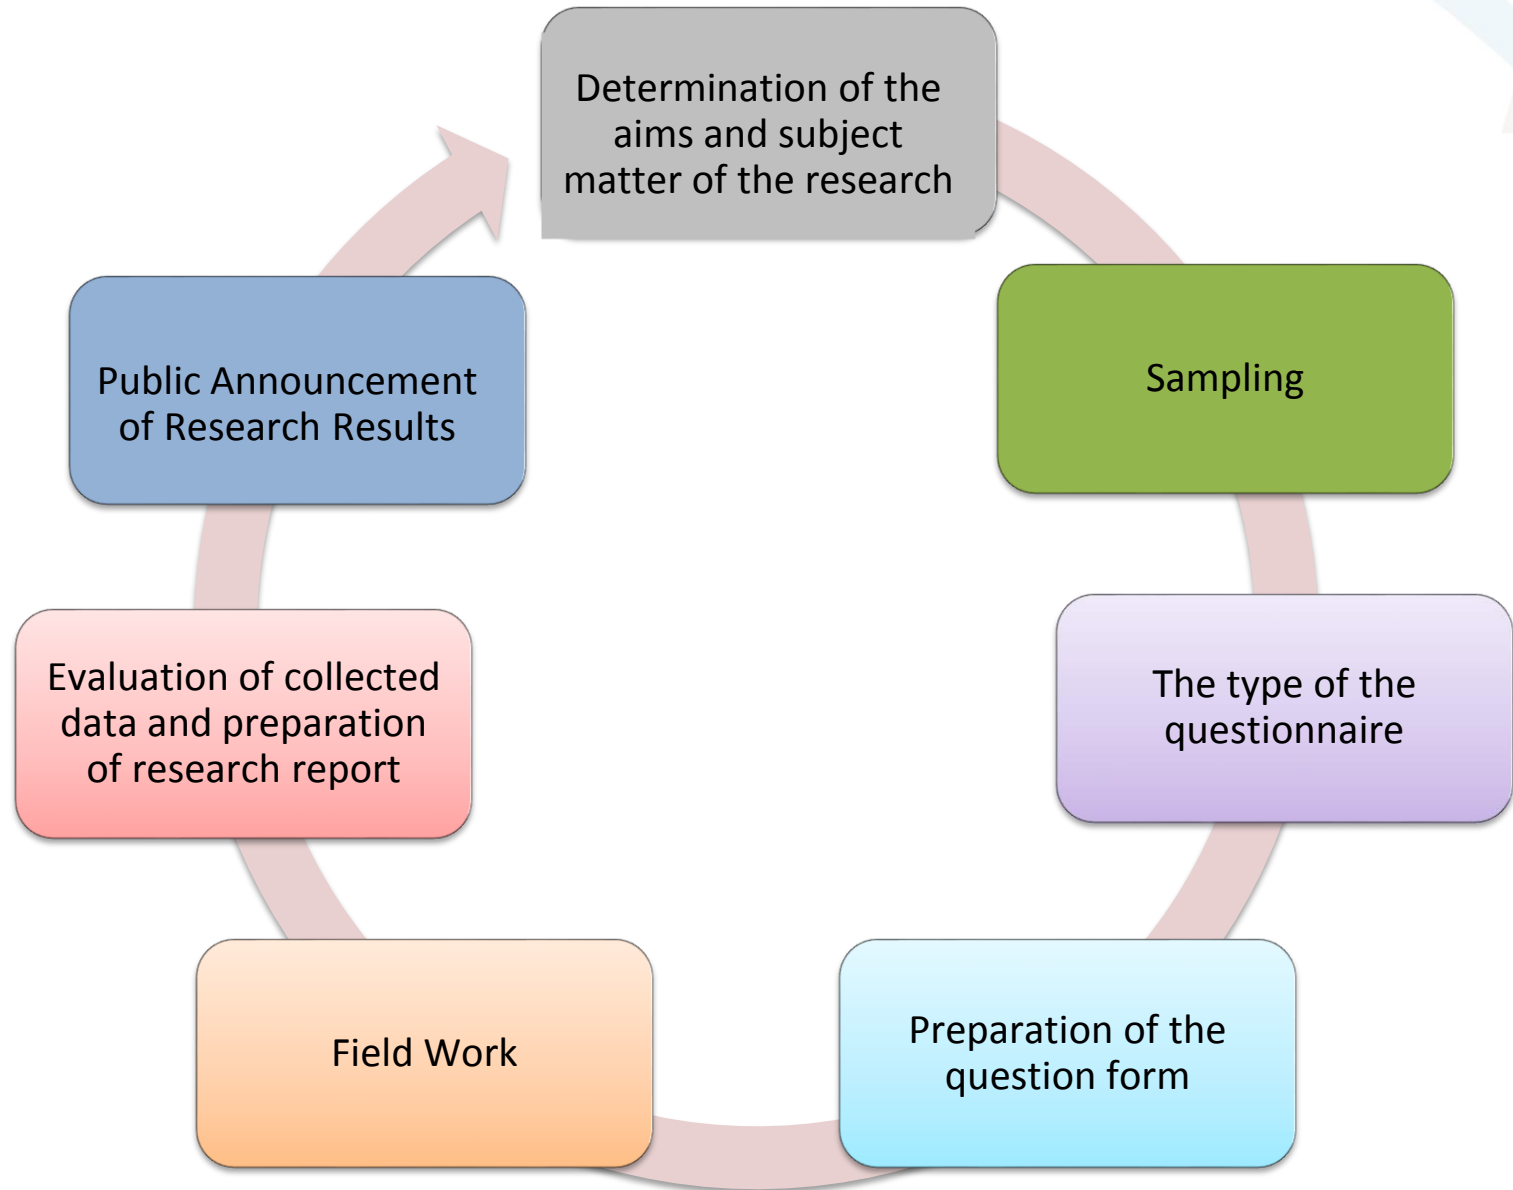 Determination of the
aims and subject
matter of the research
Sampling
The type of the
questionnaire
Preparation of the
question form
Field Work
Evaluation of collected
data and preparation
of research report
Public Announcement
of Research Results